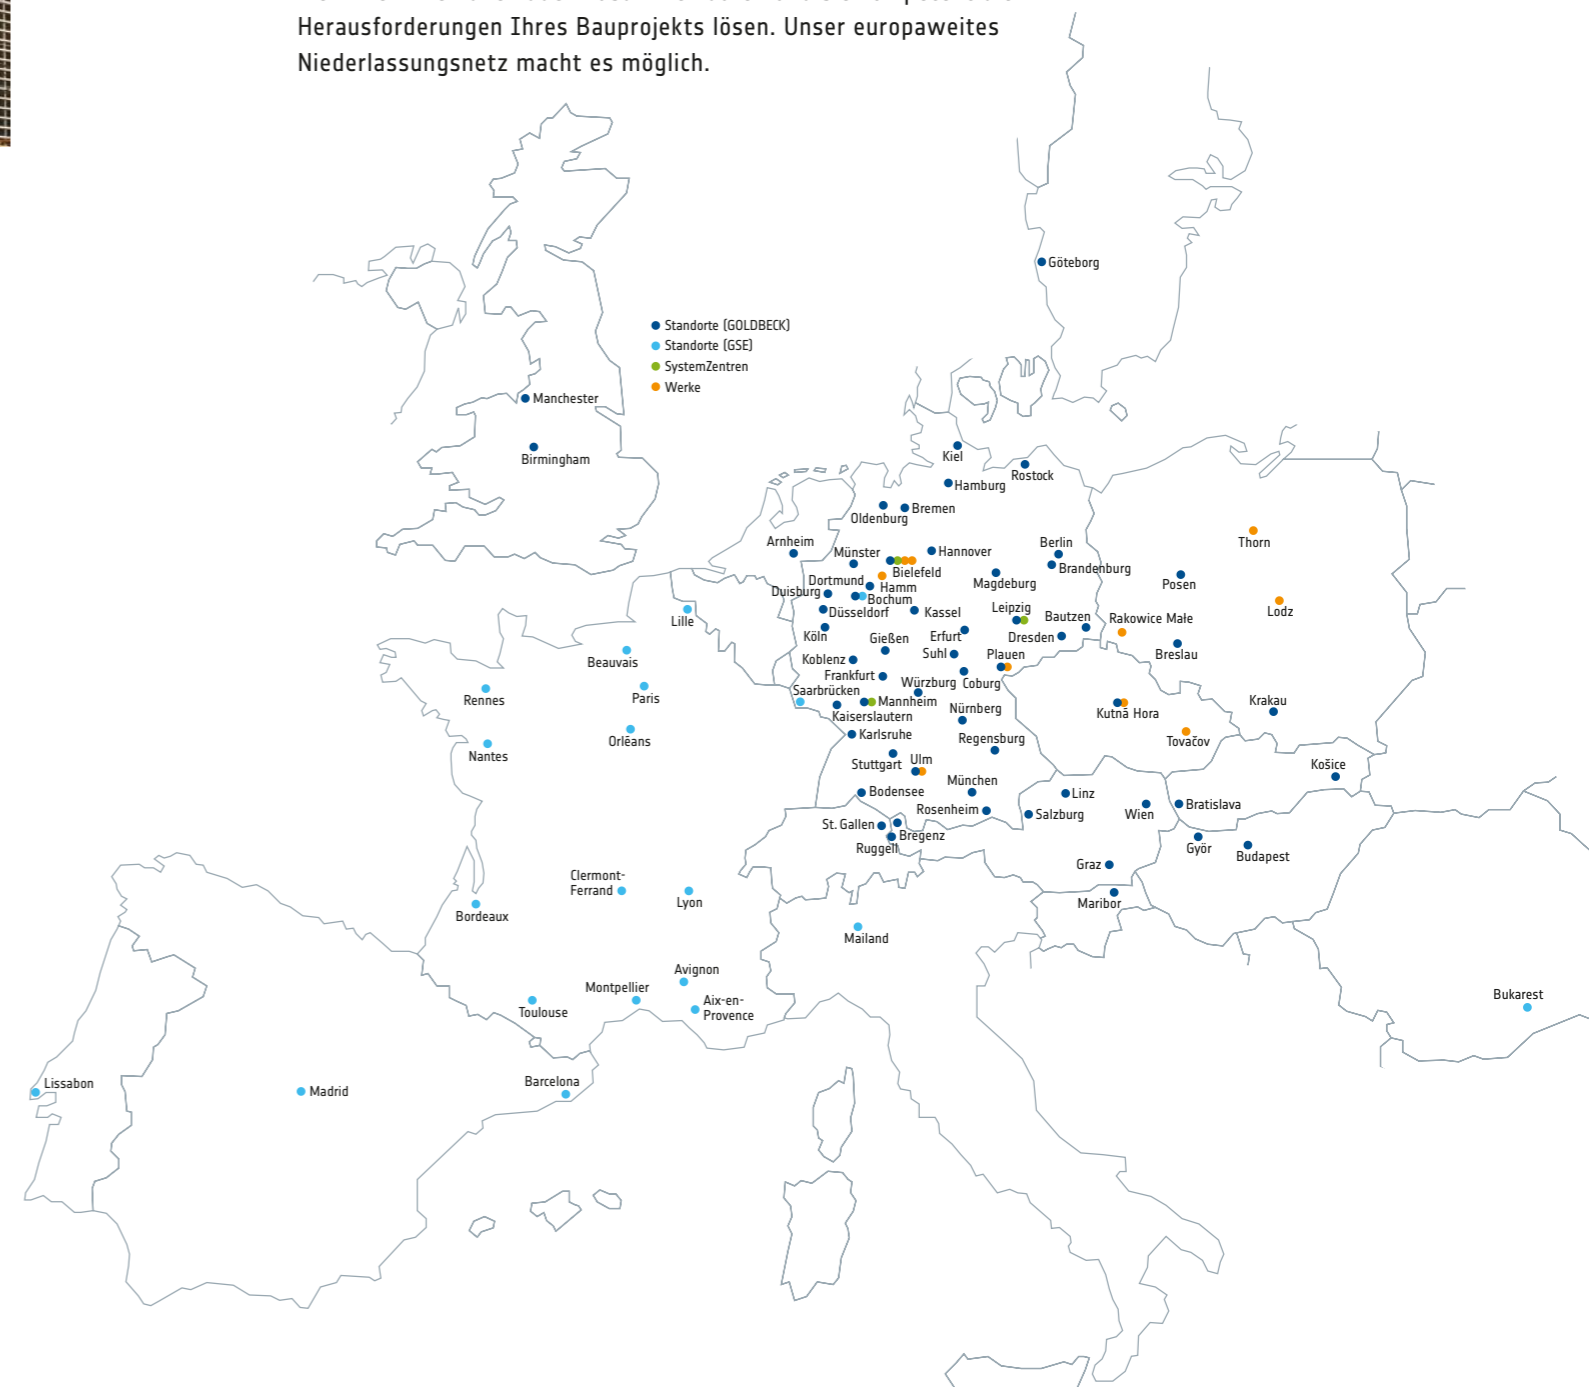 Herausforderungen Ihres Bauprojekts lösen. Unser europaweites
Niederlassungsnetz macht es möglich.
Göteborg
Standorte (GOLDBECK)
Standorte (GSE)
SystemZentren
Werke
Manchester
Birmingham
Kiel
Rostock
Hamburg
Oldenburg
Bremen
Arnheim
Münster
Hannover
Berlin
Thorn
Bielefeld
Brandenburg
Dortmund
Hamm
Magdeburg
Posen
Duisburg
Bochum
Lodz
Düsseldorf
Kassel
Leipzig
Bautzen
Rakowice Małe
Lille
Köln
Gießen
Erfurt
Dresden
Breslau
Beauvais
Koblenz
Suhl
Plauen
Frankfurt
Würzburg
Coburg
Rennes
Paris
Saarbrücken
Mannheim
Krakau
Kaiserslautern
Nürnberg
Kutná Hora
Orléans
Karlsruhe
Regensburg
Tovačov
Nantes
Stuttgart
Ulm
Košice
München
Bodensee
Linz
Rosenheim
Salzburg
Wien
Bratislava
St. Gallen
Bregenz
Ruggell
Győr
Budapest
Graz
Clermont-
Ferrand
Lyon
Maribor
Bordeaux
Mailand
Avignon
Montpellier
Aix-en-
Provence
Toulouse
Bukarest
Lissabon
Madrid
Barcelona